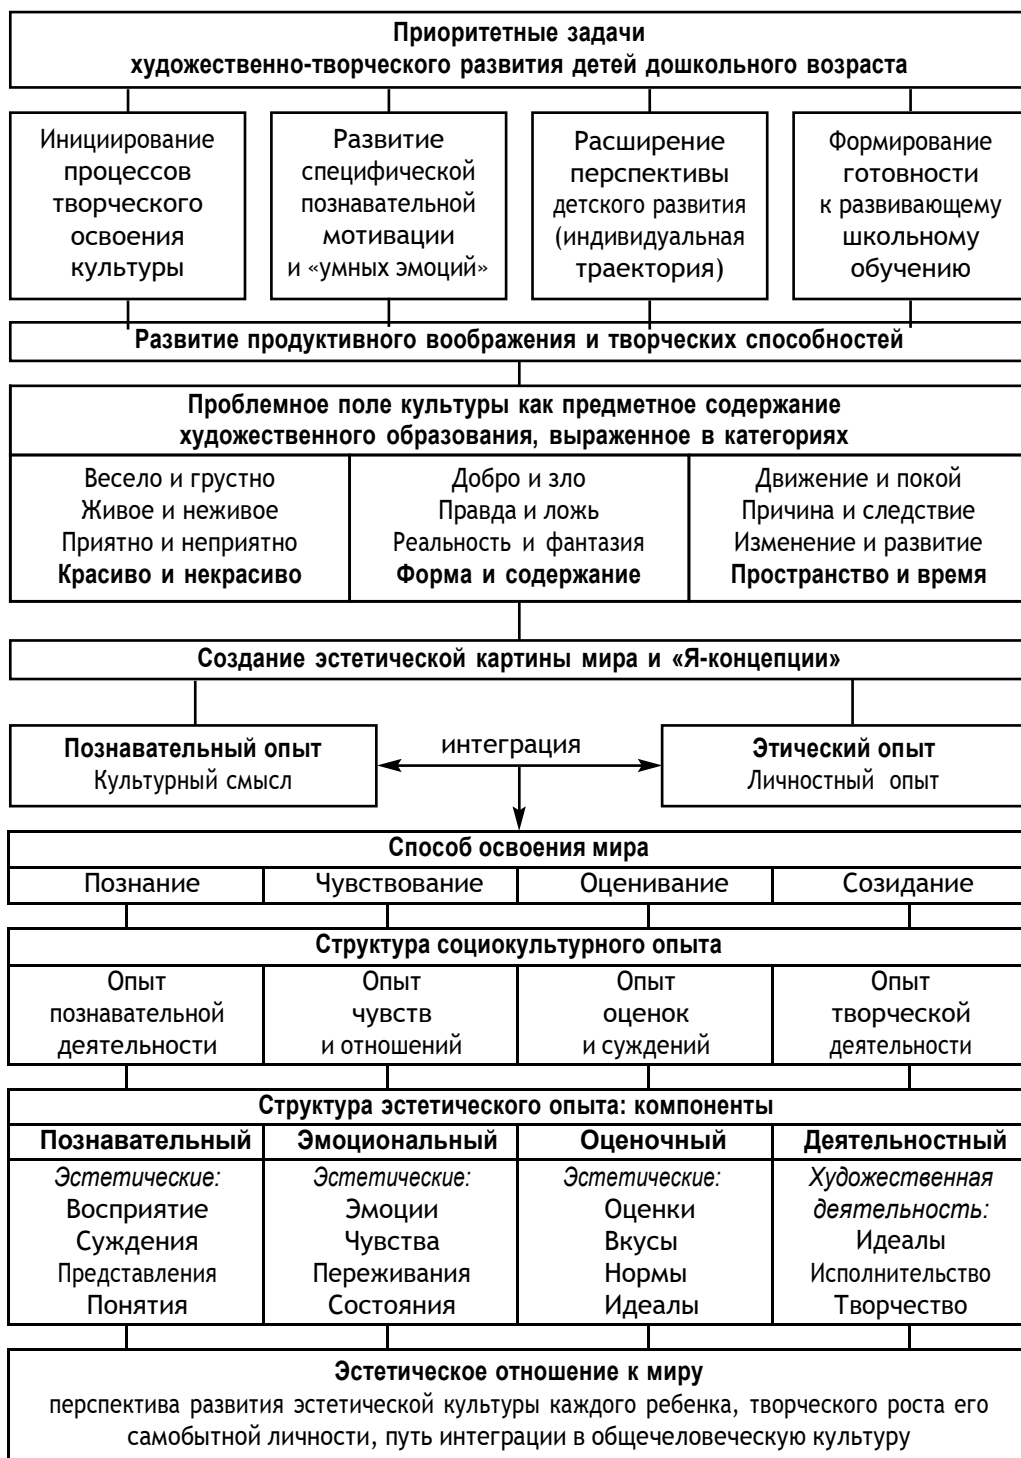 Приоритетные задачи
художественно-творческого развития детей дошкольного возраста
Инициирование
процессов
творческого
освоения
культуры
Развитие
специфической
познавательной
мотивации
и «умных эмоций»
Расширение
перспективы
детского развития
(индивидуальная
траектория)
Формирование
готовности
к развивающему
школьному
обучению
Развитие продуктивного воображения и творческих способностей
Проблемное поле культуры как предметное содержание
художественного образования, выраженное в категориях
Весело и грустно
Живое и неживое
Приятно и неприятно
Красиво и некрасиво
Добро и зло
Правда и ложь
Реальность и фантазия
Форма и содержание
Движение и покой
Причина и следствие
Изменение и развитие
Пространство и время
Создание эстетической картины мира и «Я-концепции»
Познавательный опыт
Культурный смысл
интеграция
Этический опыт
Личностный опыт
Способ освоения мира
Познание
Чувствование
Оценивание
Созидание
Структура социокультурного опыта
Опыт
познавательной
деятельности
Опыт
чувств
и отношений
Опыт
оценок
и суждений
Опыт
творческой
деятельности
Структура эстетического опыта: компоненты
Познавательный
Эмоциональный
Оценочный
Деятельностный
Эстетические:
Восприятие
Суждения
Представления
Понятия
Эстетические:
Эмоции
Чувства
Переживания
Состояния
Эстетические:
Оценки
Вкусы
Нормы
Идеалы
Художественная
деятельность:
Идеалы
Исполнительство
Творчество
Эстетическое отношение к миру
перспектива развития эстетической культуры каждого ребенка, творческого роста его
самобытной личности, путь интеграции в общечеловеческую культуру